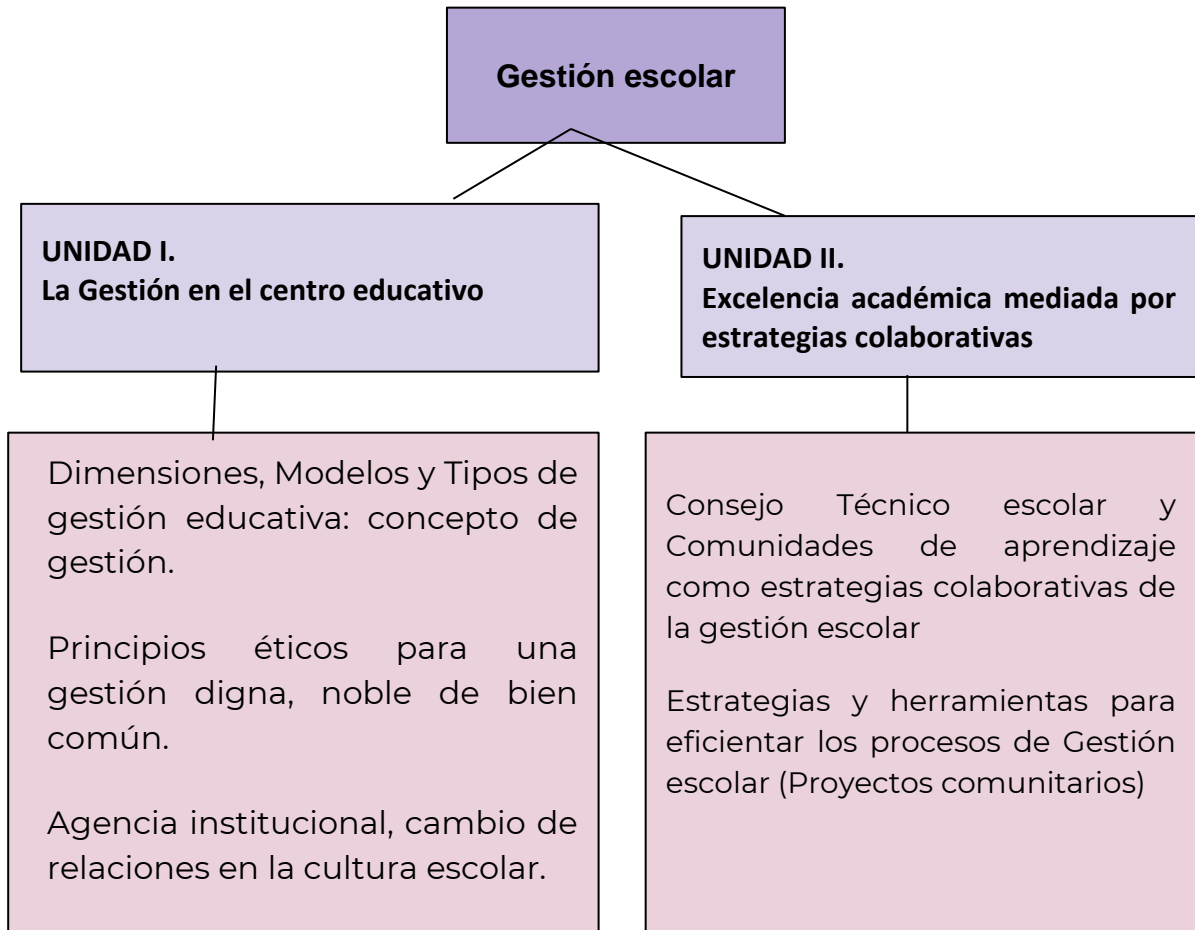 Gestión escolar
UNIDAD I.
La Gestión en el centro educativo
UNIDAD II.
Excelencia académica mediada por
estrategias colaborativas
Dimensiones, Modelos y Tipos de
gestión educativa: concepto de
gestión.
Principios éticos para una
gestión digna, noble de bien
común.
Agencia institucional, cambio de
relaciones en la cultura escolar.
Consejo Técnico escolar y
Comunidades de aprendizaje
como estrategias colaborativas de
la gestión escolar
Estrategias y herramientas para
eficientar los procesos de Gestión
escolar (Proyectos comunitarios)